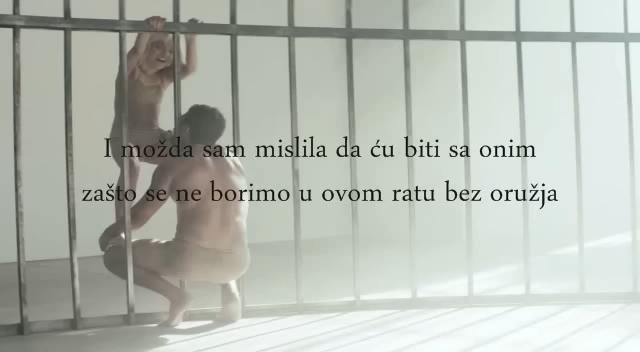 I možda sam mislila da ću biti sa onim
zašto se ne borimo u ovom ratu bez oružja